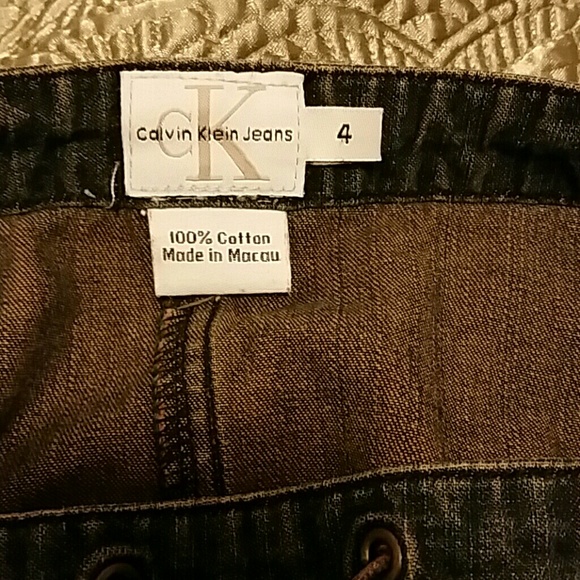 CK
Calvin Klein Jeans
4
100% Cotton
Made in Macau